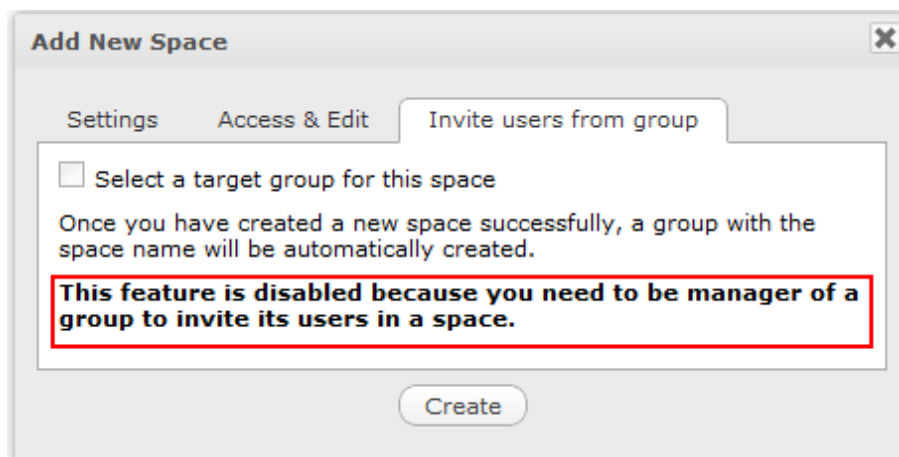 Add New Space
Settings
Access & Edit
Invite users from group
Select a target group for this space
Once you have created a new space successfully, a group with the
space name will be automatically created.
This feature is disabled because you need to be manager of a
group to invite its users in a space.
Create